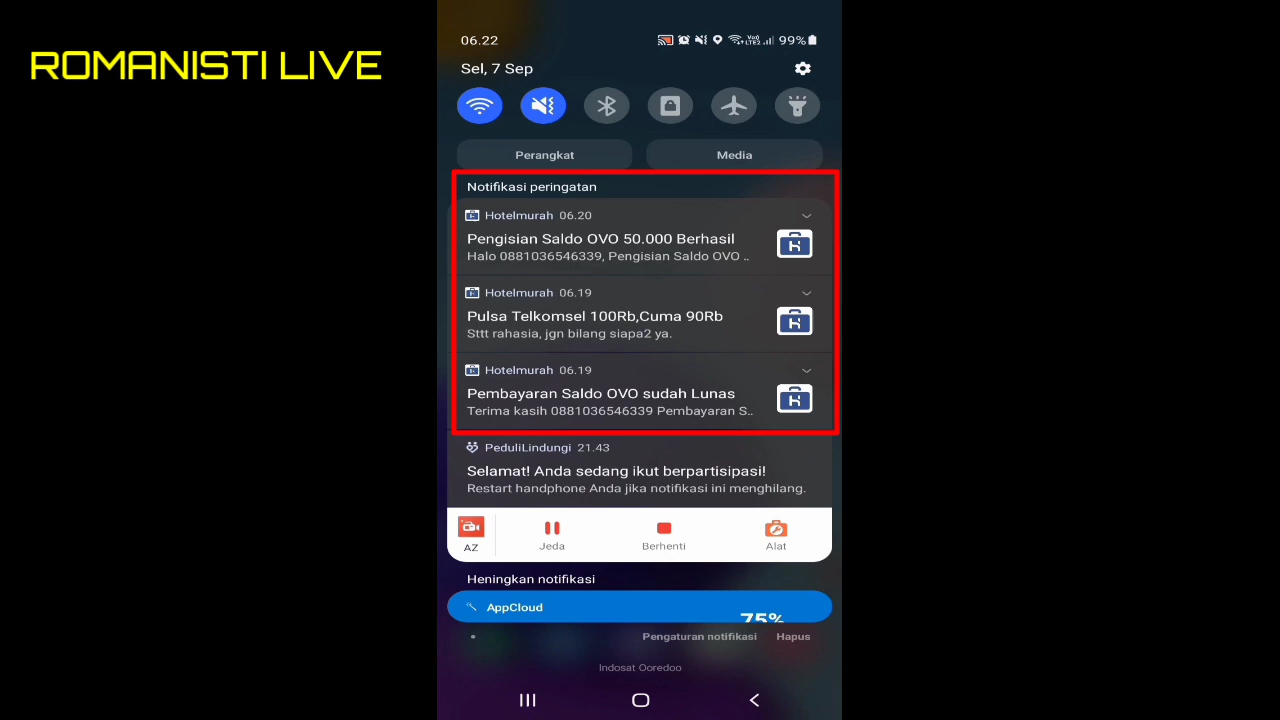 ROMANISTI LIVE
06.22
99%
Sel, 7 Sep
Perangkat
Media
Notifikasi peringatan
Hotelmurah 06.20
Pengisian Saldo OVO 50.000 Berhasil
Halo 0881036546339, Pengisian Saldo OVO ..
Hotelmurah 06.19
Pulsa Telkomsel 100Rb,Cuma 90Rb
Sttt rahasia, jgn bilang siapa2 ya.
Hotelmurah 06.19
Pembayaran Saldo OVO sudah Lunas
Terima kasih 0881036546339 Pembayaran S..
PeduliLindungi 21.43
Selamat! Anda sedang ikut berpartisipasi!
Restart handphone Anda jika notifikasi ini menghilang.
AZ
Jeda
Berhenti
Alat
Heningkan notifikasi
AppCloud
75%
Pengaturan notifikasi
Hapus
Indosat Ooredoo